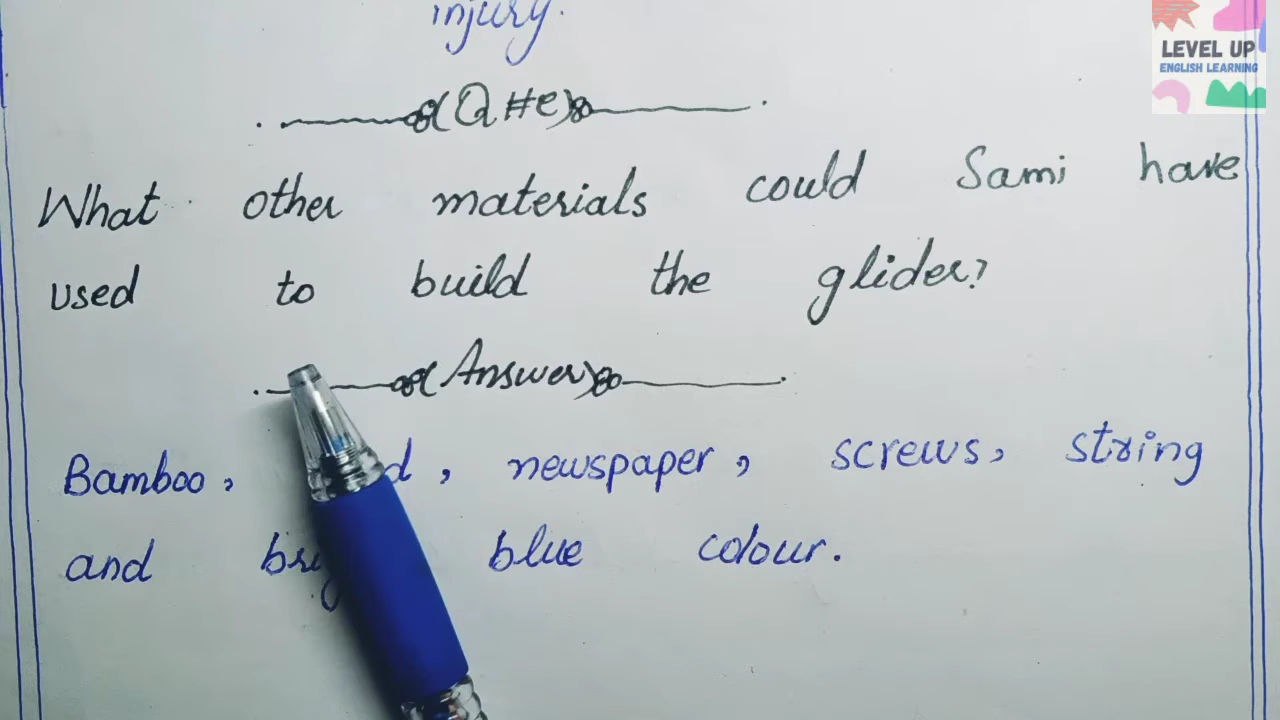 injury.
LEVEL UP
ENGLISH LEARNING
(Q#e)
What other materials could Sami have
used to build the glider?
(Answer)
Bamboo, , newspaper, screws, string
and blue colour.